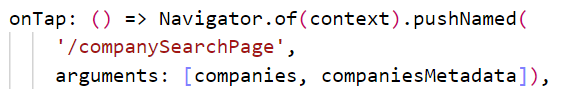 onTap: () => Navigator.of(context).pushNamed(
'/companySearchPage',
arguments: [companies, companiesMetadata]),